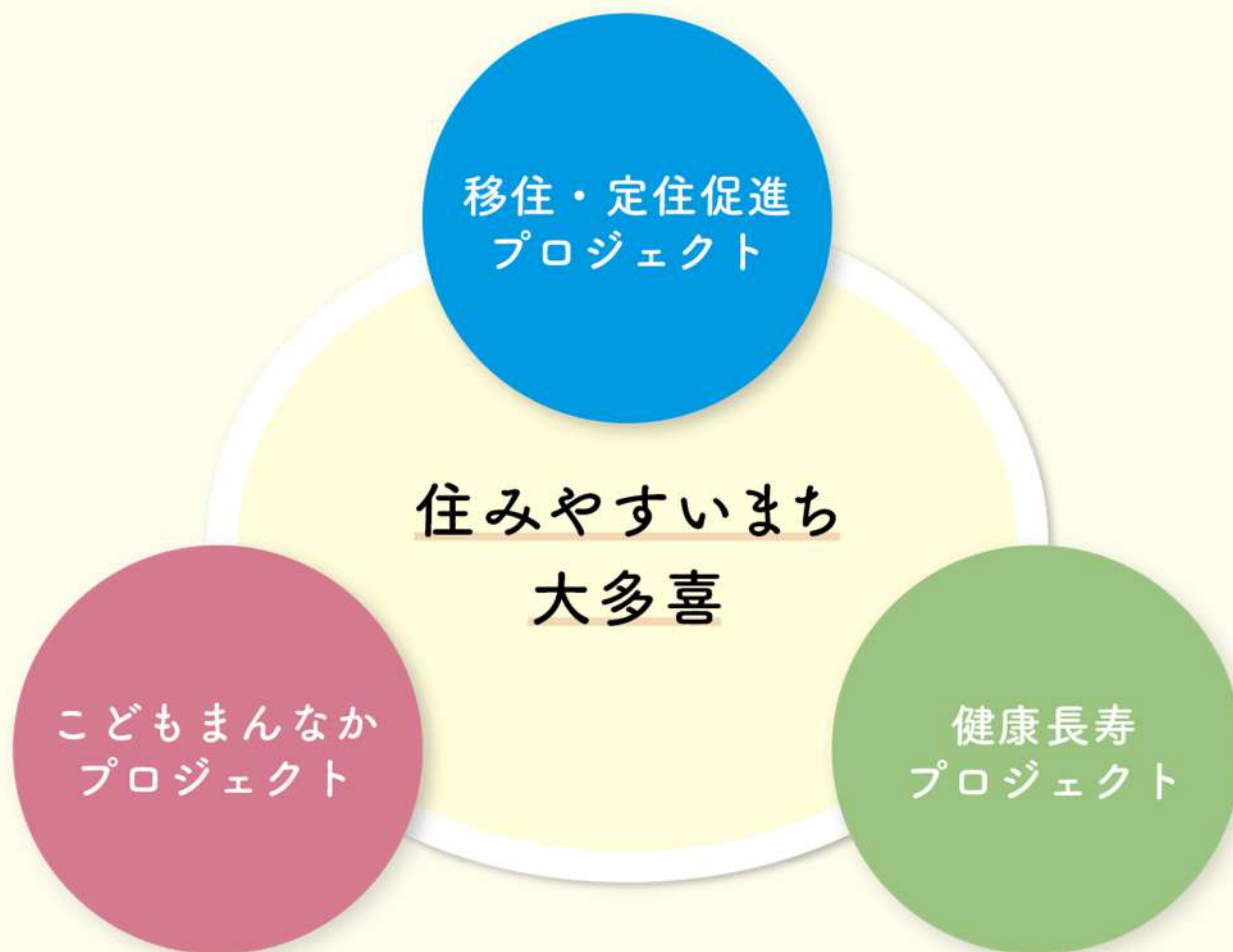 移住・定住促進
プロジェクト
住みやすいまち
大多喜
こどもまんなか
プロジェクト
健康長寿
プロジェクト